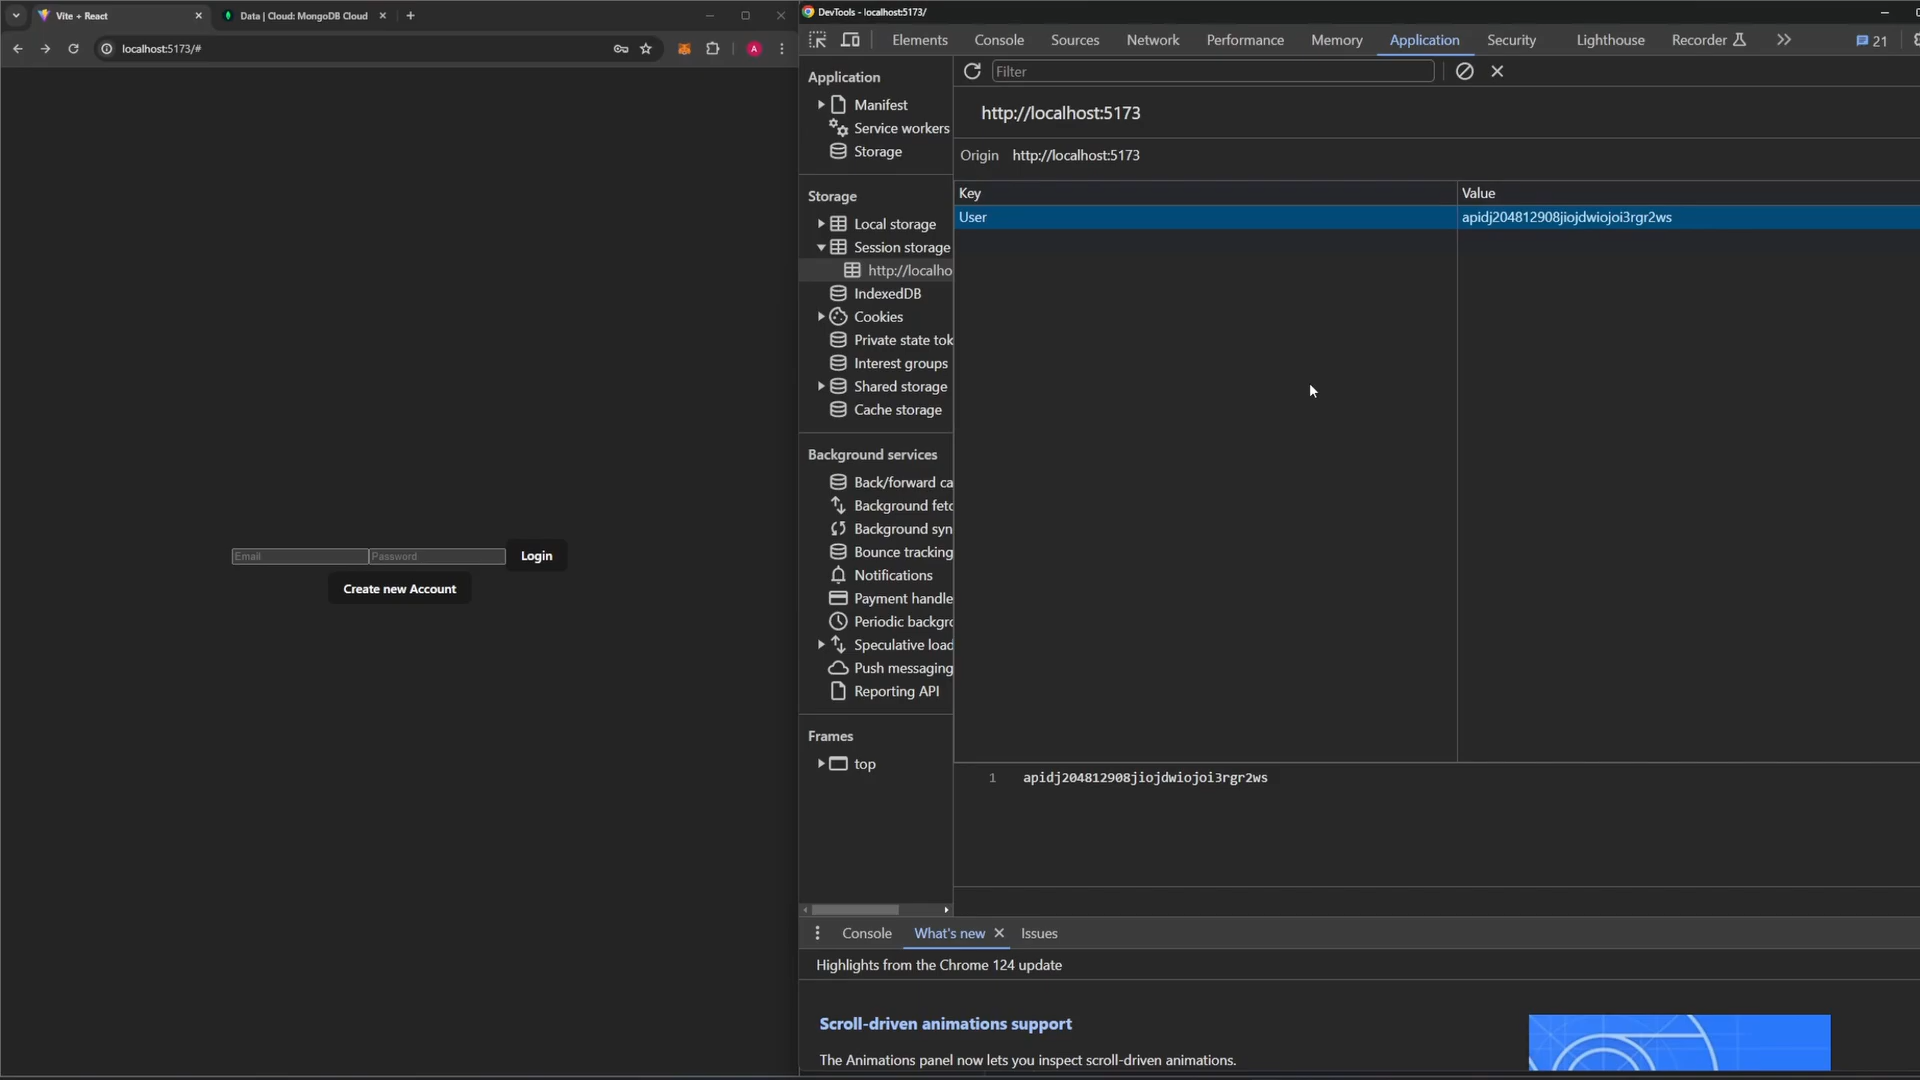 Vite + React
Data | Cloud: MongoDB Cloud
localhost:5173/#
A
Email
Password
Login
Create new Account
DevTools - localhost:5173/
Elements
Console
Sources
Network
Performance
Memory
Application
Security
Lighthouse
Recorder
21
Application
Manifest
Service workers
Storage
Storage
Local storage
Session storage
http://localho
IndexedDB
Cookies
Private state tok
Interest groups
Shared storage
Cache storage
Background services
Back/forward ca
Background fetc
Background syn
Bounce tracking
Notifications
Payment handle
Periodic backgro
Speculative load
Push messaging
Reporting API
Frames
top
Filter
http://localhost:5173
Origin http://localhost:5173
Key Value
User apidj204812908jiojdwiojoi3rgr2ws
1 apidj204812908jiojdwiojoi3rgr2ws
Console
What's new
Issues
Highlights from the Chrome 124 update
Scroll-driven animations support
The Animations panel now lets you inspect scroll-driven animations.